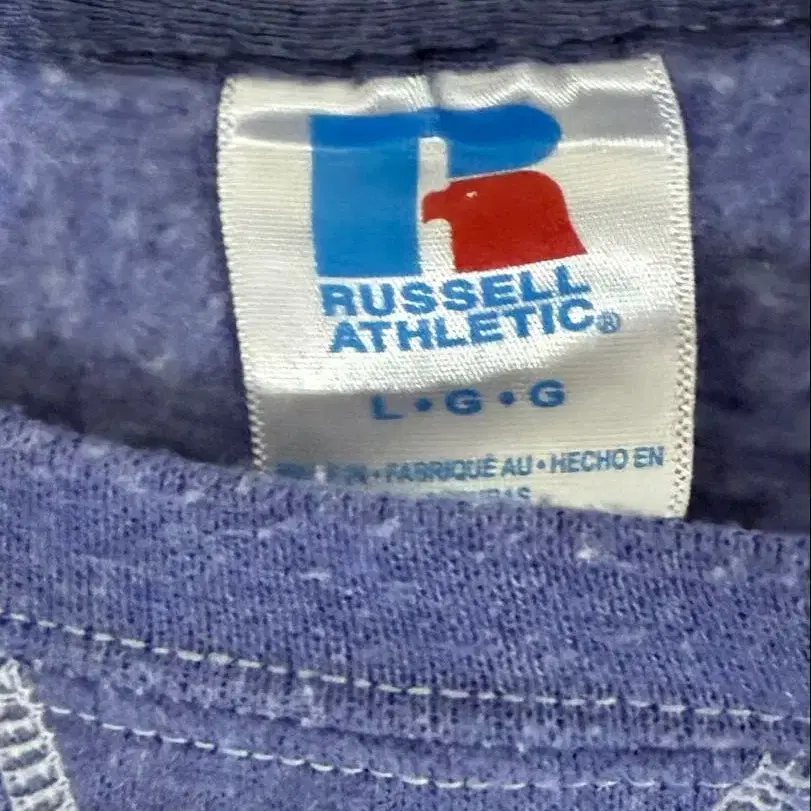 RUSSELL
ATHLETIC®
L•G•G
• FABRIQUÉ AU • HECHO EN